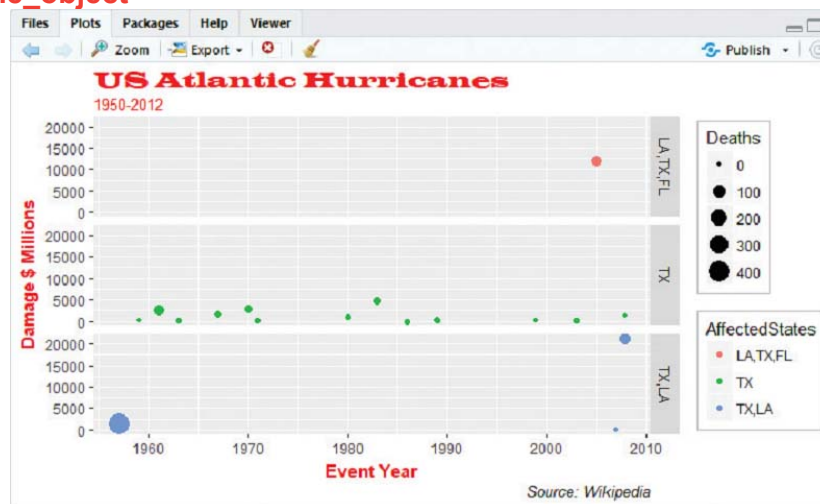 Files Plots Packages Help Viewer
Zoom Export Publish
US Atlantic Hurricanes
1950-2012
Damage $ Millions
20000
15000
10000
5000
0
LA,TX,FL
20000
15000
10000
5000
0
TX
20000
15000
10000
5000
0
TX,LA
1960 1970 1980 1990 2000 2010
Event Year
Source: Wikipedia
Deaths
0
100
200
300
400
AffectedStates
LA,TX,FL
TX
TX,LA